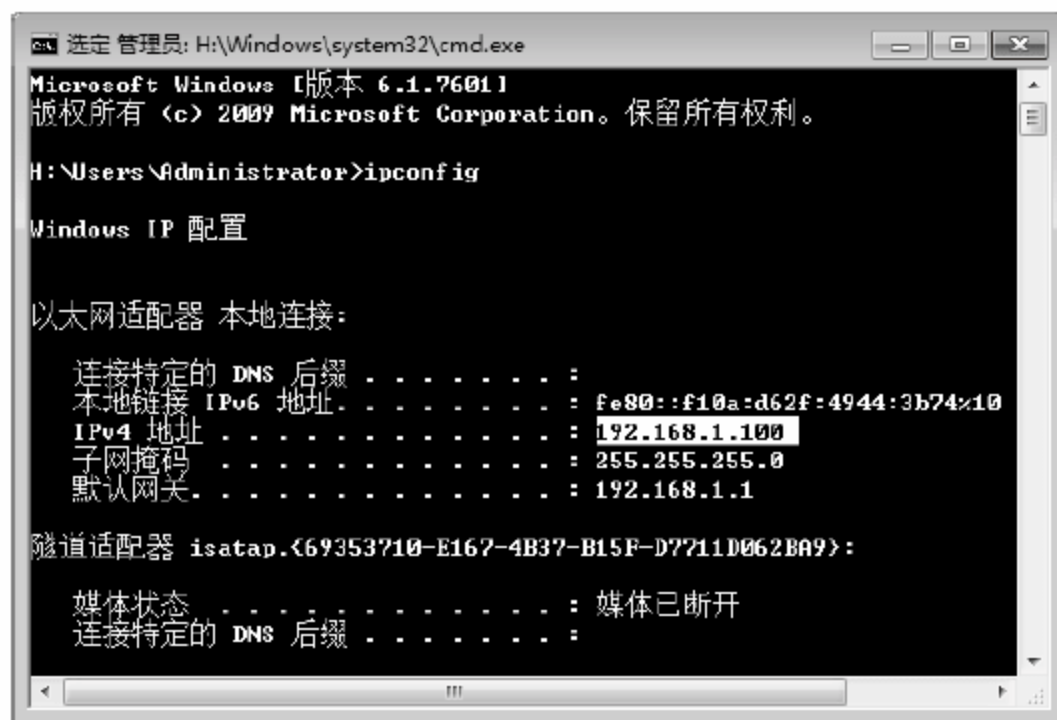 选定 管理员: H:\Windows\system32\cmd.exe
Microsoft Windows [版本 6.1.7601]
版权所有 (c) 2009 Microsoft Corporation。保留所有权利。
H:\Users\Administrator>ipconfig
Windows IP 配置
以太网适配器 本地连接:
连接特定的 DNS 后缀 . . . . . . . :
本地链接 IPv6 地址. . . . . . . . : fe80::f10a:d62f:4944:3b74%10
IPv4 地址 . . . . . . . . . . . . : 192.168.1.100
子网掩码  . . . . . . . . . . . . : 255.255.255.0
默认网关. . . . . . . . . . . . . : 192.168.1.1
隧道适配器 isatap.{69353710-E167-4B37-B15F-D7711D062BA9}:
媒体状态  . . . . . . . . . . . . : 媒体已断开
连接特定的 DNS 后缀 . . . . . . . :